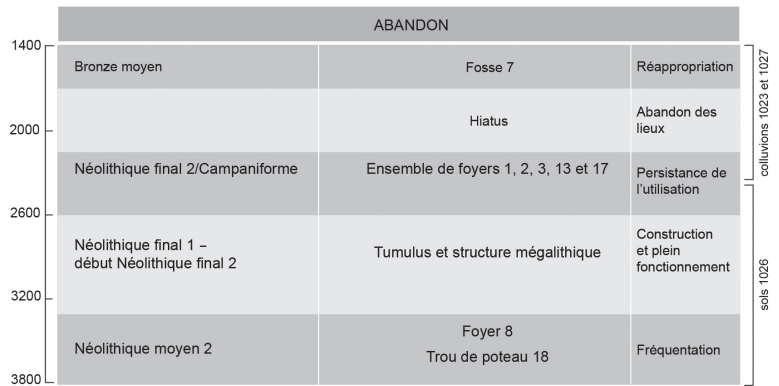 ABANDON
1400
Bronze moyen
Fosse 7
Réappropriation
Hiatus
Abandon des
lieux
2000
Néolithique final 2/Campaniforme
Ensemble de foyers 1, 2, 3, 13 et 17
Persistance de
l'utilisation
2600
Néolithique final 1 –
début Néolithique final 2
Tumulus et structure mégalithique
Construction
et plein
fonctionnement
3200
Néolithique moyen 2
Foyer 8
Trou de poteau 18
Fréquentation
3800
colluvions 1023 et 1027
sols 1026